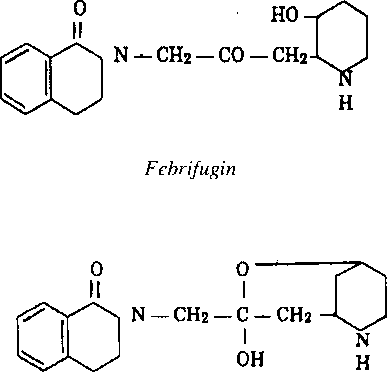 O
HO
N – CH₂ – CO – CH₂
N
H
Febrifugin
O
O
N – CH₂ – C – CH₂
OH
N
H